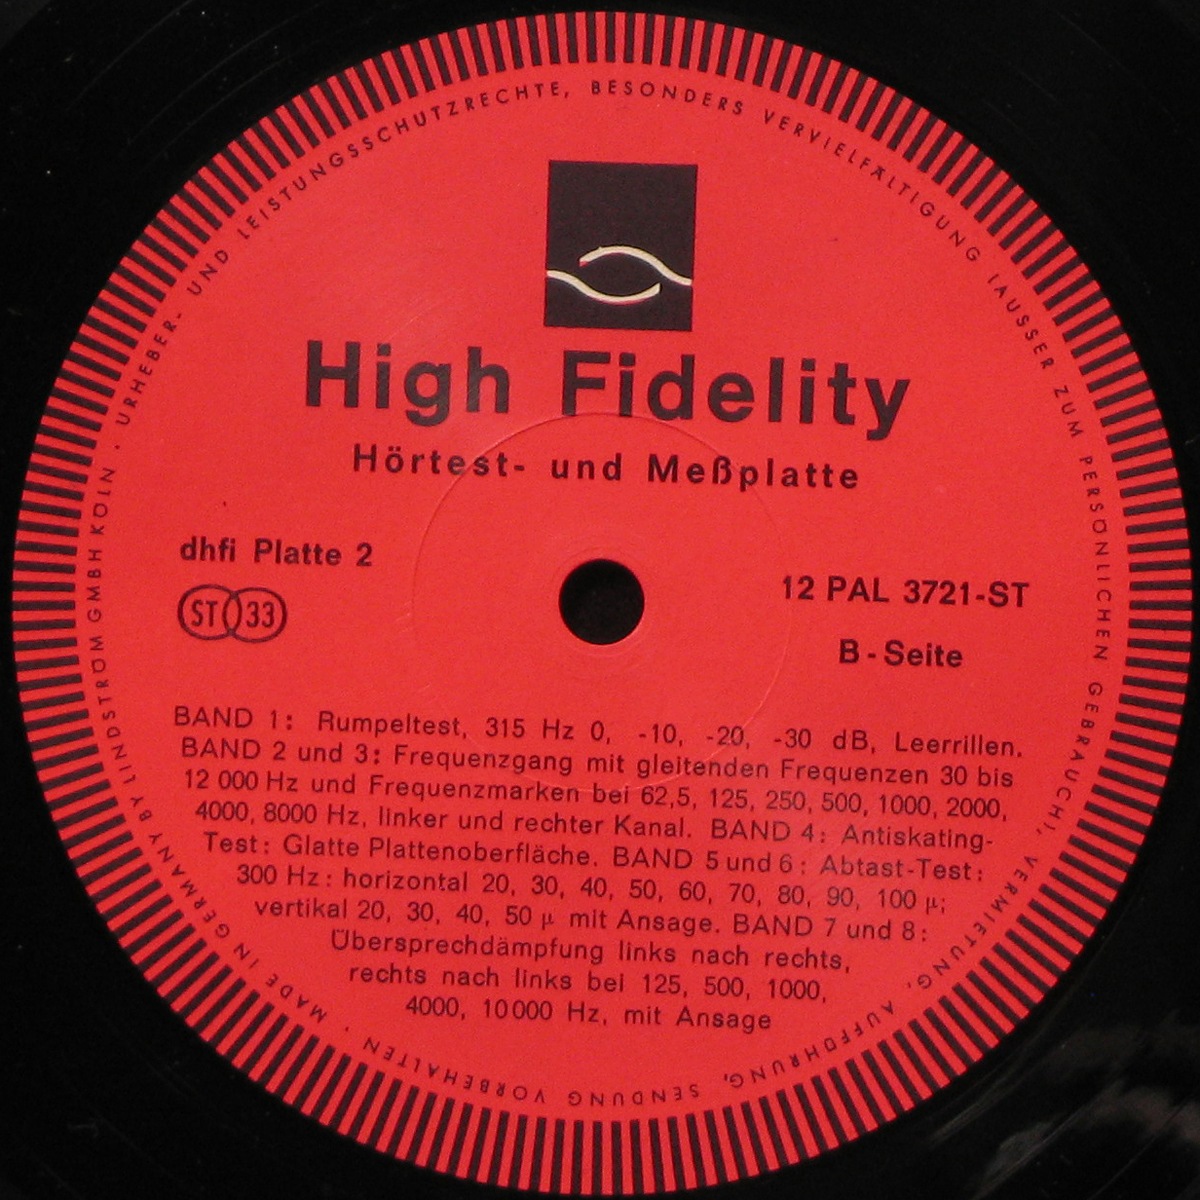 MADE IN GERMANY BY LINDSTRÖM GMBH KÖLN · URHEBER- UND LEISTUNGSSCHUTZRECHTE, BESONDERS VERVIELFÄLTIGUNG (AUSSER ZUM PERSÖNLICHEN GEBRAUCH), VERMIETUNG, AUFFÜHRUNG, SENDUNG VORBEHALTEN ·
High Fidelity
Hörtest- und Meßplatte
dhfi Platte 2
ST 33
12 PAL 3721-ST
B - Seite
BAND 1: Rumpeltest, 315 Hz 0, -10, -20, -30 dB, Leerrillen.
BAND 2 und 3: Frequenzgang mit gleitenden Frequenzen 30 bis
12 000 Hz und Frequenzmarken bei 62,5, 125, 250, 500, 1000, 2000,
4000, 8000 Hz, linker und rechter Kanal. BAND 4: Antiskating-
Test: Glatte Plattenoberfläche. BAND 5 und 6: Abtast-Test:
300 Hz: horizontal 20, 30, 40, 50, 60, 70, 80, 90, 100 µ;
vertikal 20, 30, 40, 50 µ mit Ansage. BAND 7 und 8:
Übersprechdämpfung links nach rechts,
rechts nach links bei 125, 500, 1000,
4000, 10 000 Hz, mit Ansage